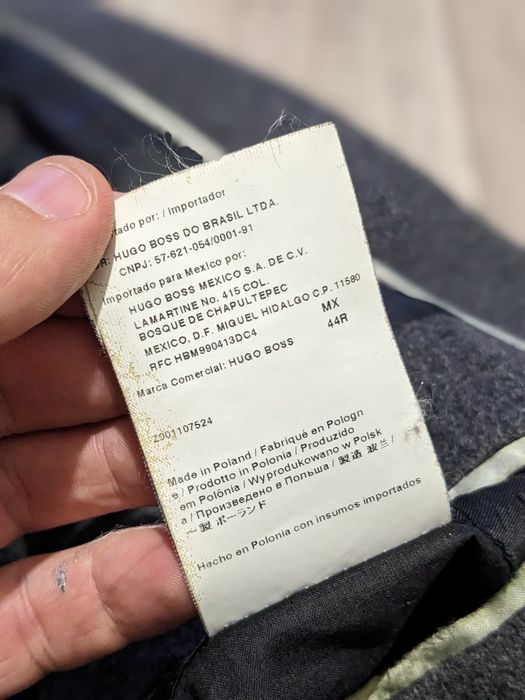 tado por: / Importador
R: HUGO BOSS DO BRASIL LTDA.
CNPJ: 57-621-054/0001-91
Importado para Mexico por:
HUGO BOSS MEXICO S.A. DE C.V.
LAMARTINE No. 415 COL.
BOSQUE DE CHAPULTEPEC
MEXICO, D.F. MIGUEL HIDALGO C.P. 11580
RFC HBM990413DC4 MX
44R
Marca Comercial: HUGO BOSS
Z001107524
Made in Poland / Fabriqué en Pologn
e / Prodotto in Polonia / Produzido
em Polônia / Wyprodukowano w Polsk
a / Произведено в Польша / 製造 波兰 /
～製 ポーランド
Hecho en Polonia con insumos importados